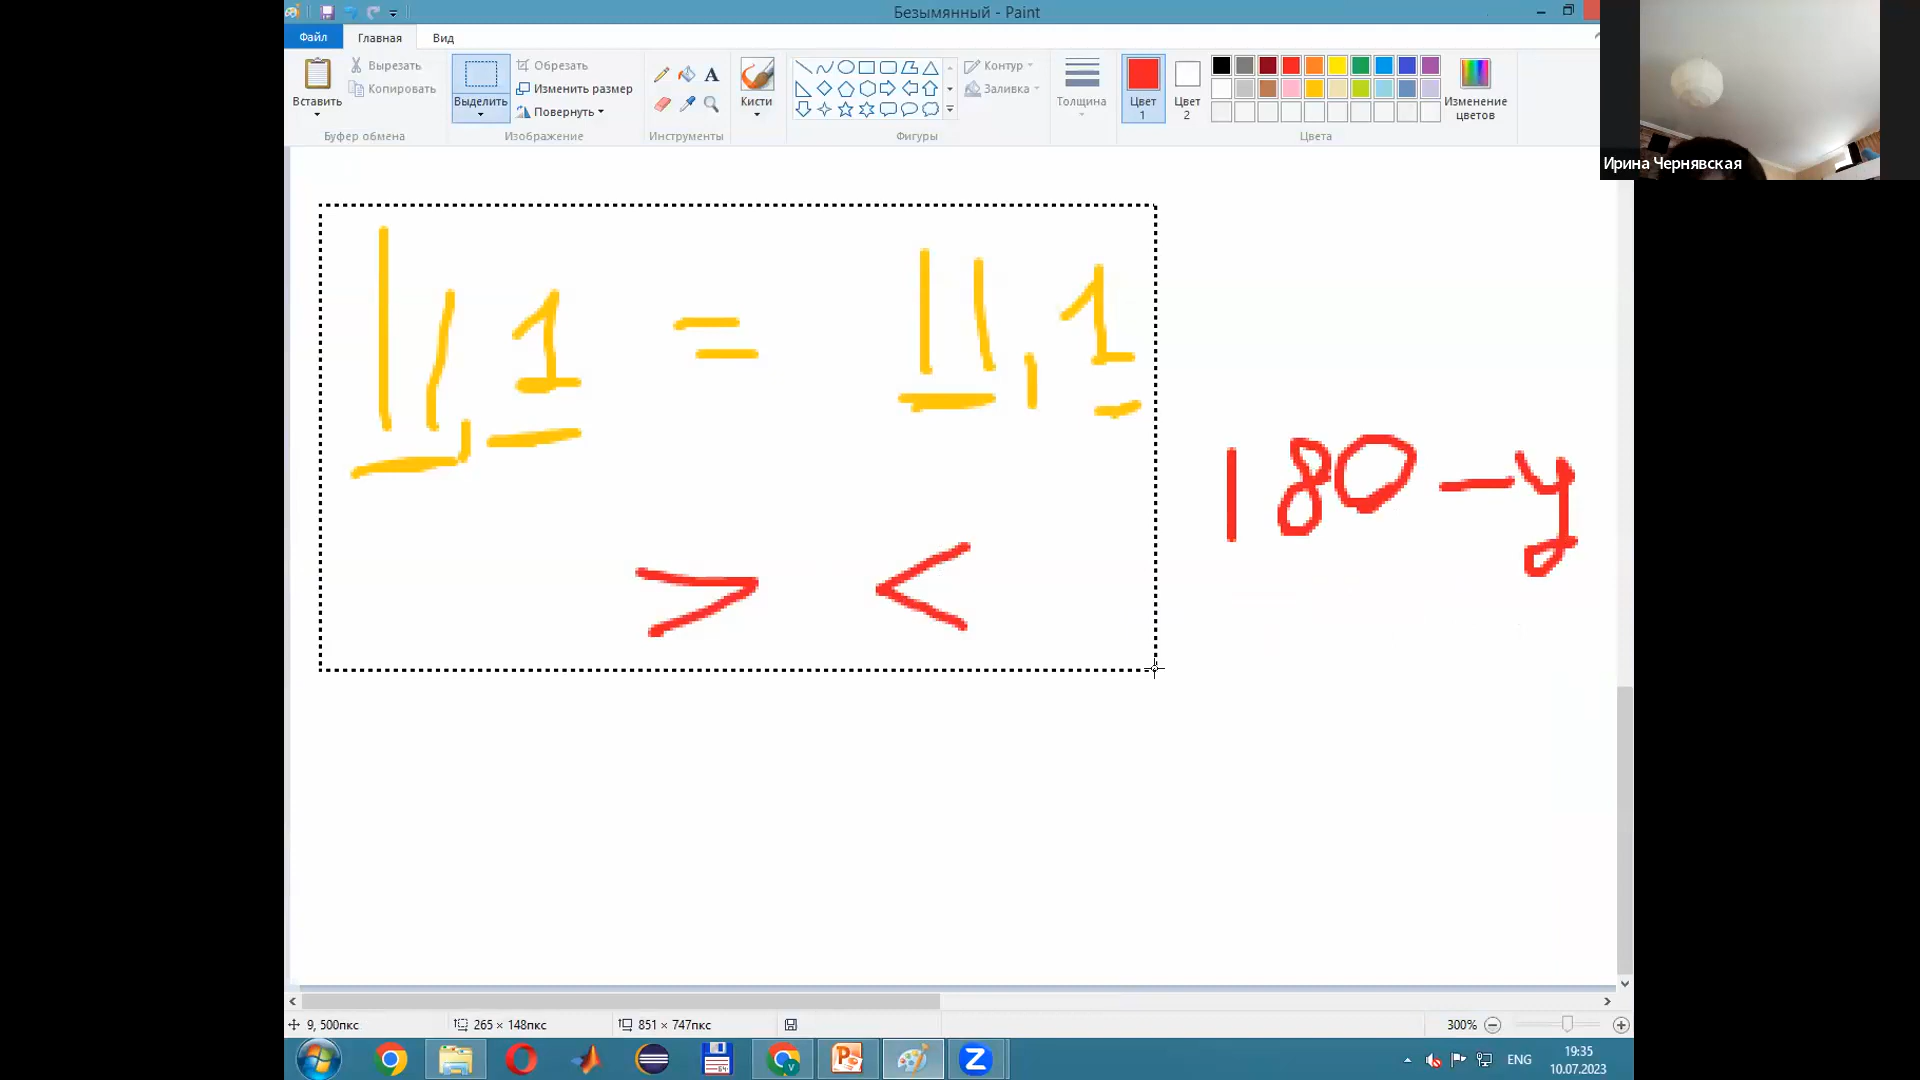 Безымянный - Paint
Файл Главная Вид
Вставить
Вырезать
Копировать
Буфер обмена
Выделить
Обрезать
Изменить размер
Повернуть
Изображение
A
Инструменты
Кисти
Фигуры
Контур
Заливка
Толщина
Цвет 1
Цвет 2
Изменение цветов
Цвета
Ирина Чернявская
11,1 = 11,1
180-y
> <
9, 500пкс 265 × 148пкс 851 × 747пкс 300%
ENG
19:35
10.07.2023